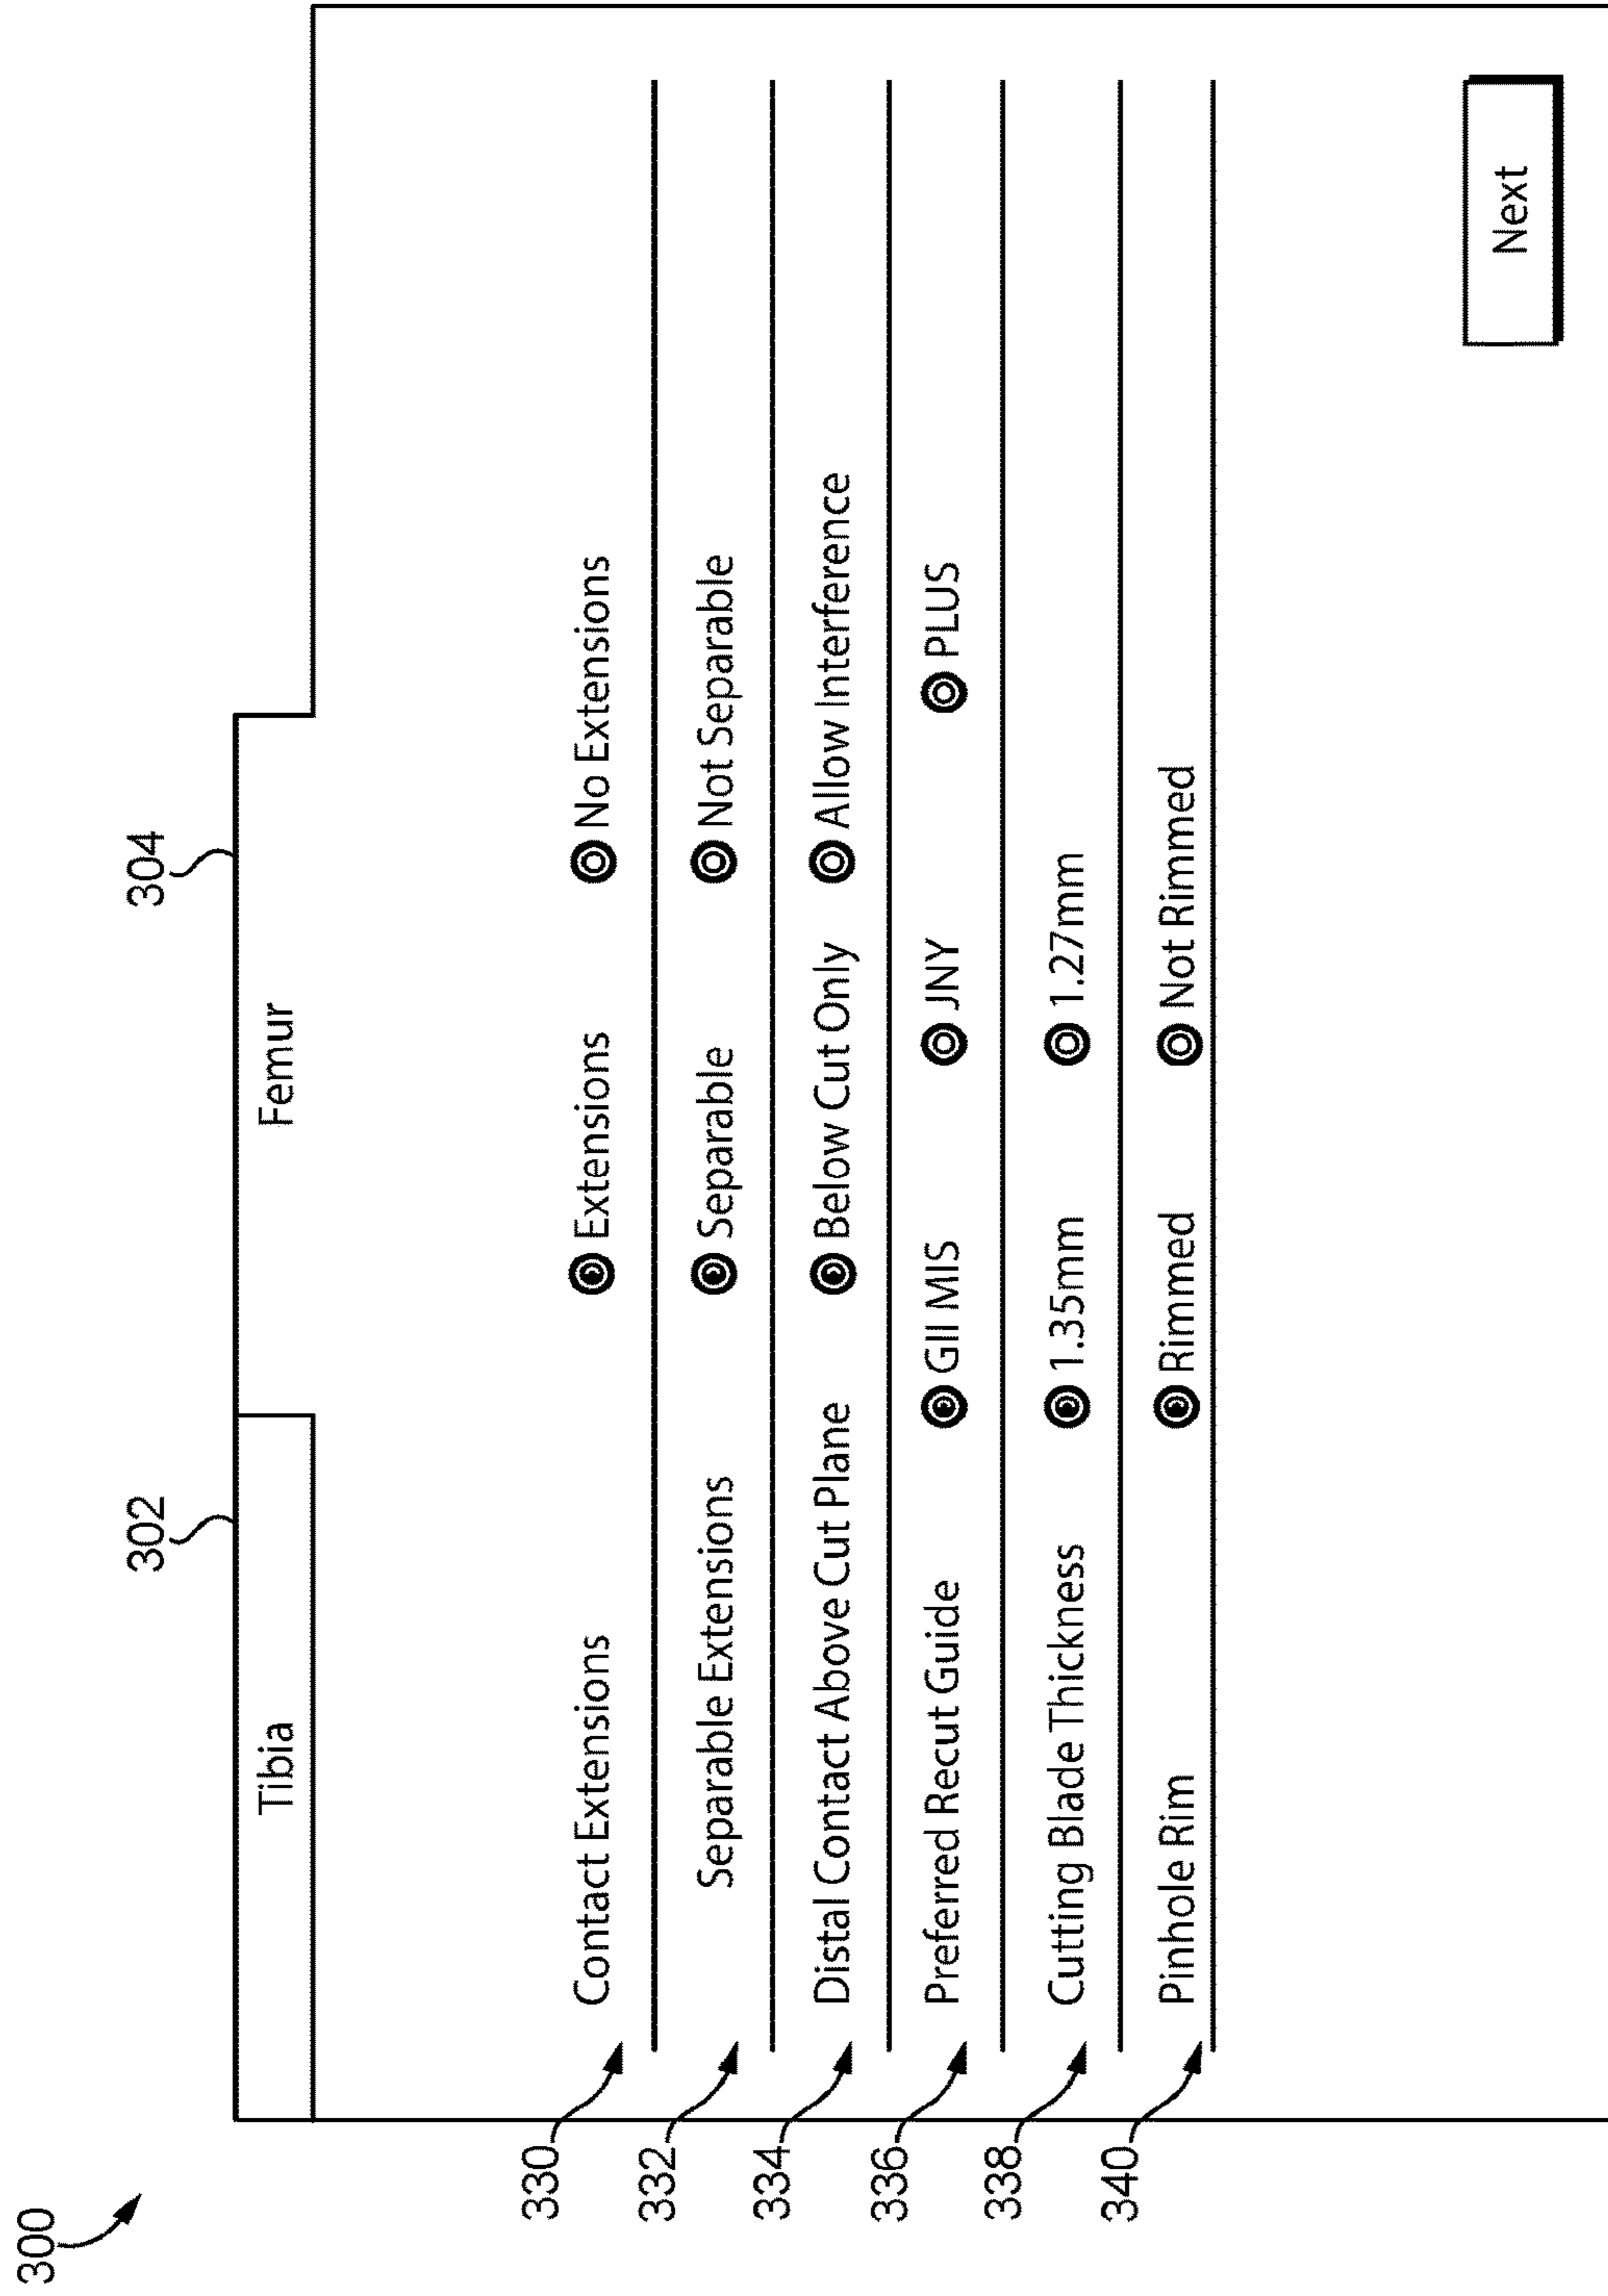 300
302
304
Tibia
Femur
330
Contact Extensions
Extensions
No Extensions
332
Separable Extensions
Separable
Not Separable
334
Distal Contact Above Cut Plane
Below Cut Only
Allow Interference
336
Preferred Recut Guide
GII MIS
JNY
PLUS
338
Cutting Blade Thickness
1.35mm
1.27mm
340
Pinhole Rim
Rimmed
Not Rimmed
Next